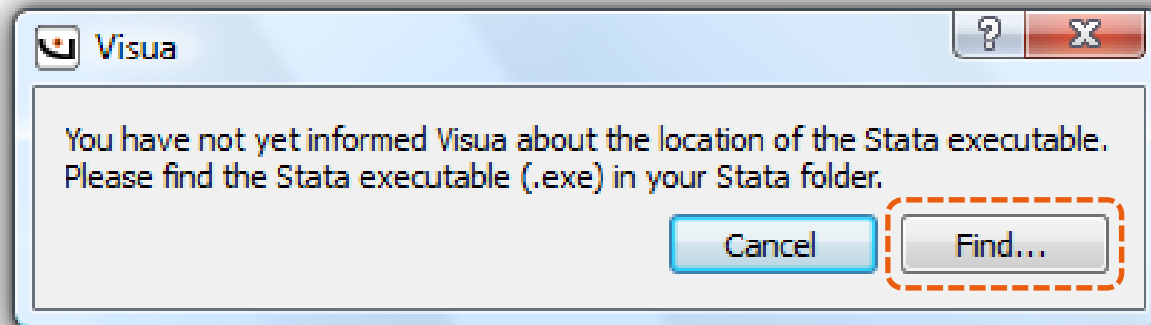 Visua
You have not yet informed Visua about the location of the Stata executable.
Please find the Stata executable (.exe) in your Stata folder.
Cancel
Find...